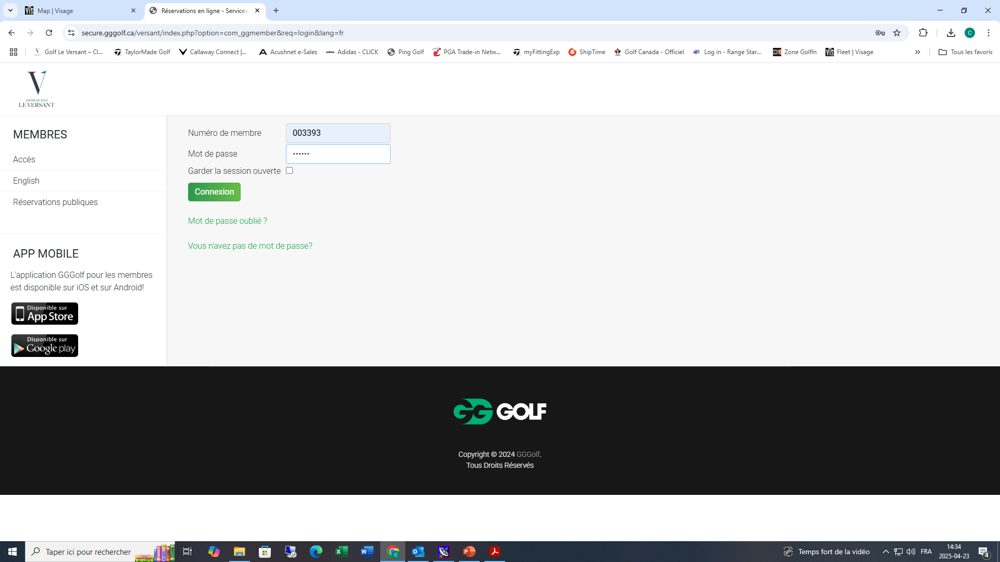 Map | Visage
Réservations en ligne - Services
secure.gggolf.ca/versant/index.php?option=com_ggmember&req=login&lang=fr
C
Golf Le Versant – Cl...
TaylorMade Golf
Callaway Connect |...
Acushnet e-Sales
Adidas - CLICK
Ping Golf
PGA Trade-in Netw...
myFittingExp
ShipTime
Golf Canada - Officiel
Log in - Range Star...
Zone GolfIn
Fleet | Visage
Tous les favoris
CENTRE DE GOLF
LE VERSANT
MEMBRES
Accès
English
Réservations publiques
APP MOBILE
L'application GGGolf pour les membres
est disponible sur iOS et sur Android!
Disponible sur
App Store
Disponible sur
Google play
Numéro de membre
003393
Mot de passe
••••••
Garder la session ouverte
Connexion
Mot de passe oublié ?
Vous n'avez pas de mot de passe?
GG GOLF
Copyright © 2024 GGGolf.
Tous Droits Réservés
Taper ici pour rechercher
Temps fort de la vidéo
FRA
14:34
2025-04-23
4